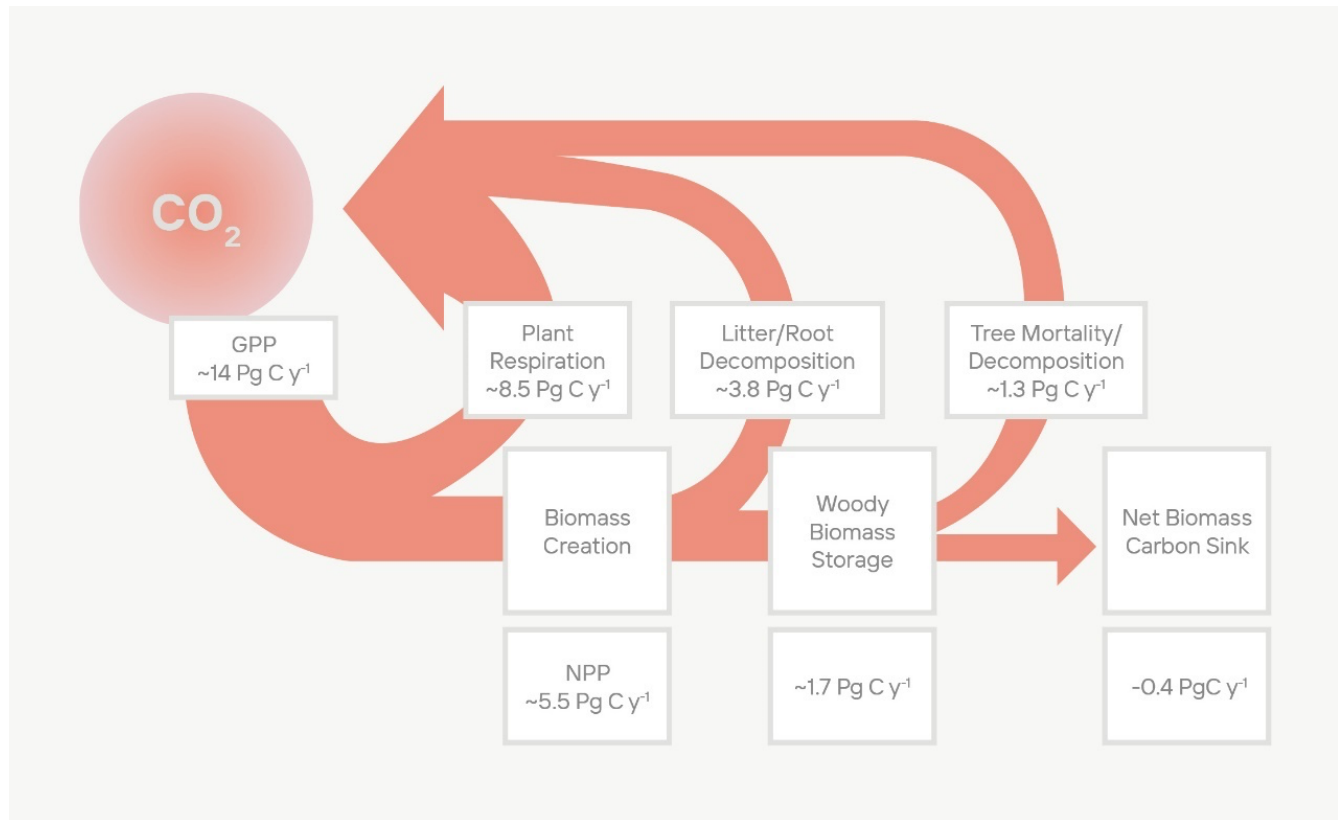 CO₂
GPP
~14 Pg C y⁻¹
Plant
Respiration
~8.5 Pg C y⁻¹
Litter/Root
Decomposition
~3.8 Pg C y⁻¹
Tree Mortality/
Decomposition
~1.3 Pg C y⁻¹
Biomass
Creation
Woody
Biomass
Storage
Net Biomass
Carbon Sink
NPP
~5.5 Pg C y⁻¹
~1.7 Pg C y⁻¹
-0.4 PgC y⁻¹